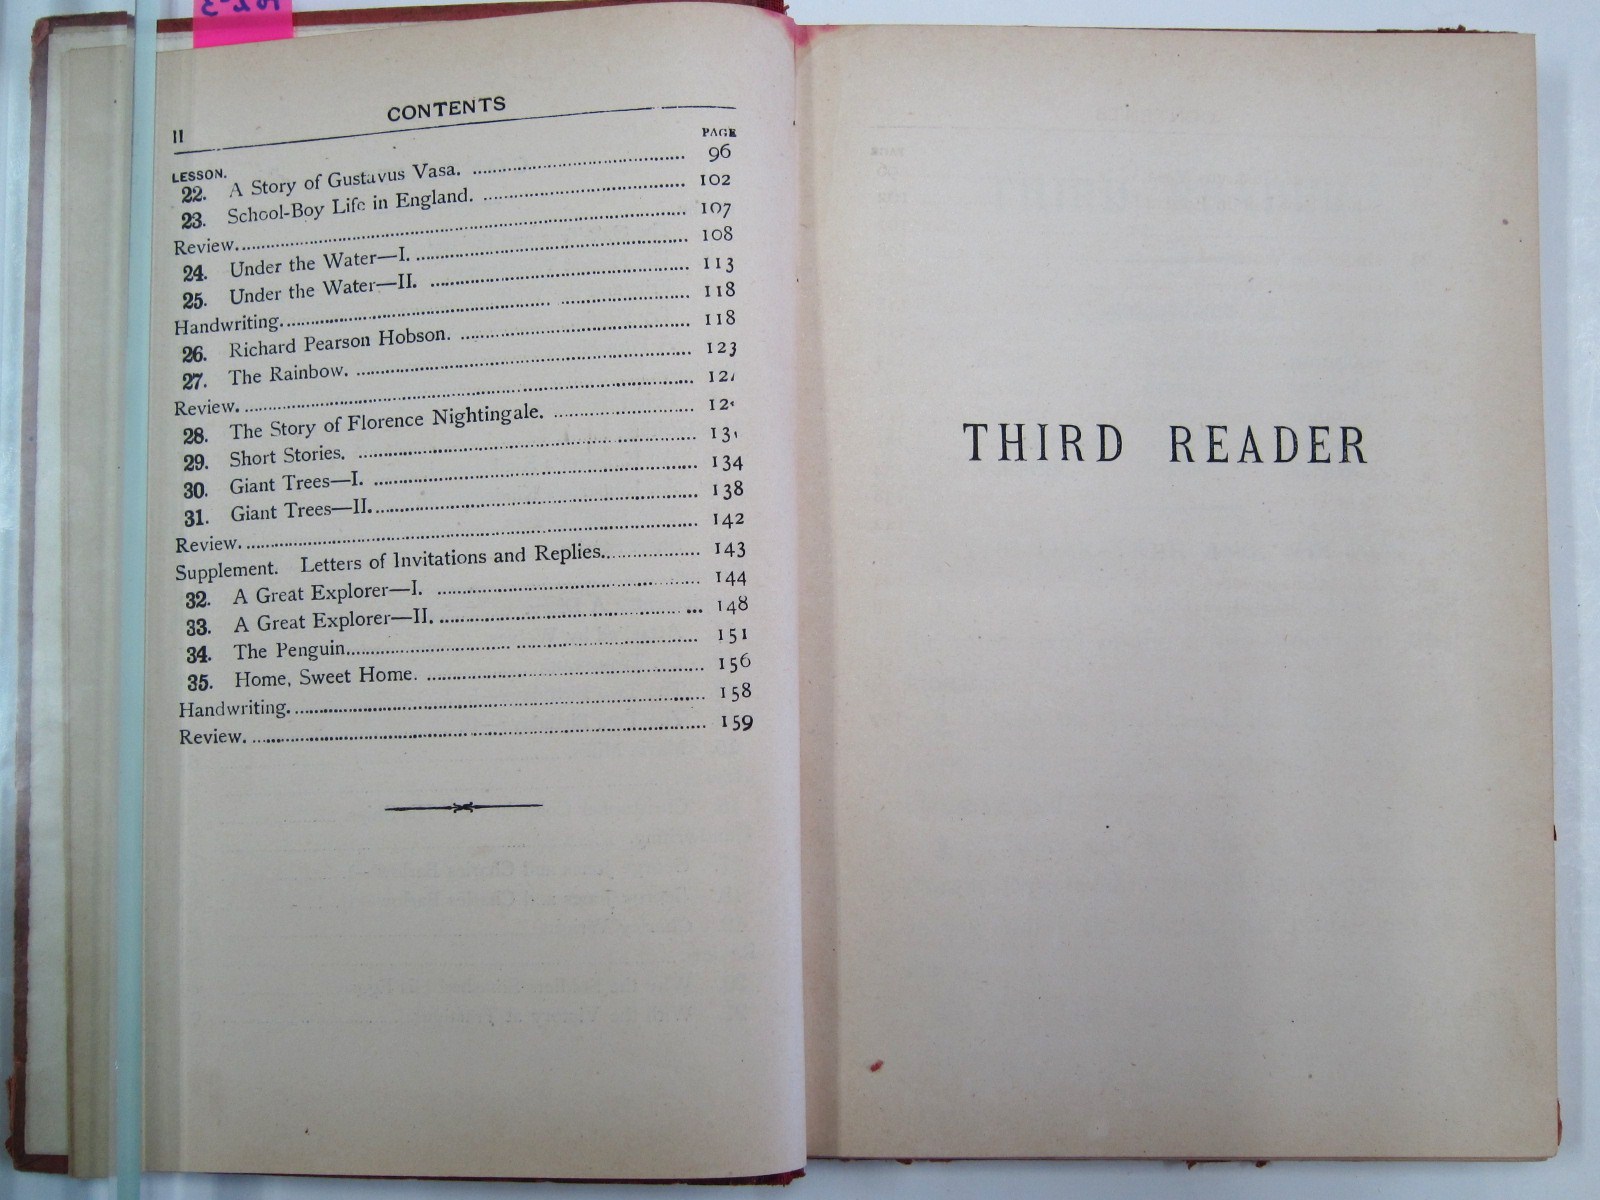 II
CONTENTS
LESSON. PAGE
22. A Story of Gustavus Vasa. 96
23. School-Boy Life in England. 102
Review. 107
24. Under the Water—I. 108
25. Under the Water—II. 113
Handwriting. 118
26. Richard Pearson Hobson. 118
27. The Rainbow. 123
Review.
28. The Story of Florence Nightingale.
29. Short Stories.
30. Giant Trees—I. 134
31. Giant Trees—II. 138
Review. 142
Supplement. Letters of Invitations and Replies. 143
32. A Great Explorer—I. 144
33. A Great Explorer—II. 148
34. The Penguin 151
35. Home, Sweet Home. 156
Handwriting. 158
Review. 159
THIRD READER